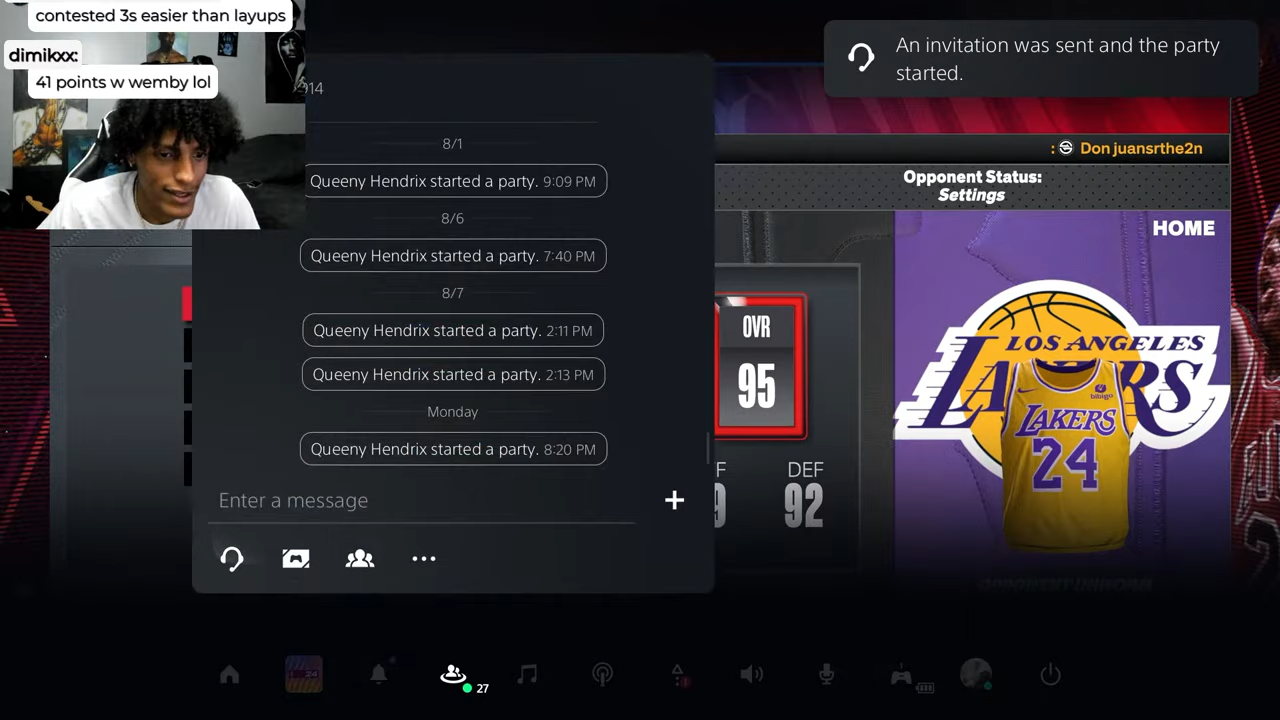 contested 3s easier than layups
dimikxx:
41 points w wemby lol
An invitation was sent and the party
started.
914
8/1
Queeny Hendrix started a party. 9:09 PM
8/6
Queeny Hendrix started a party. 7:40 PM
8/7
Queeny Hendrix started a party. 2:11 PM
Queeny Hendrix started a party. 2:13 PM
Monday
Queeny Hendrix started a party. 8:20 PM
Enter a message
: Don juansrthe2n
Opponent Status:
Settings
HOME
OVR
95
DEF
92
LOS ANGELES
LAKERS
bibigo
LAKERS
24
OPPONENT UNIFORM
27